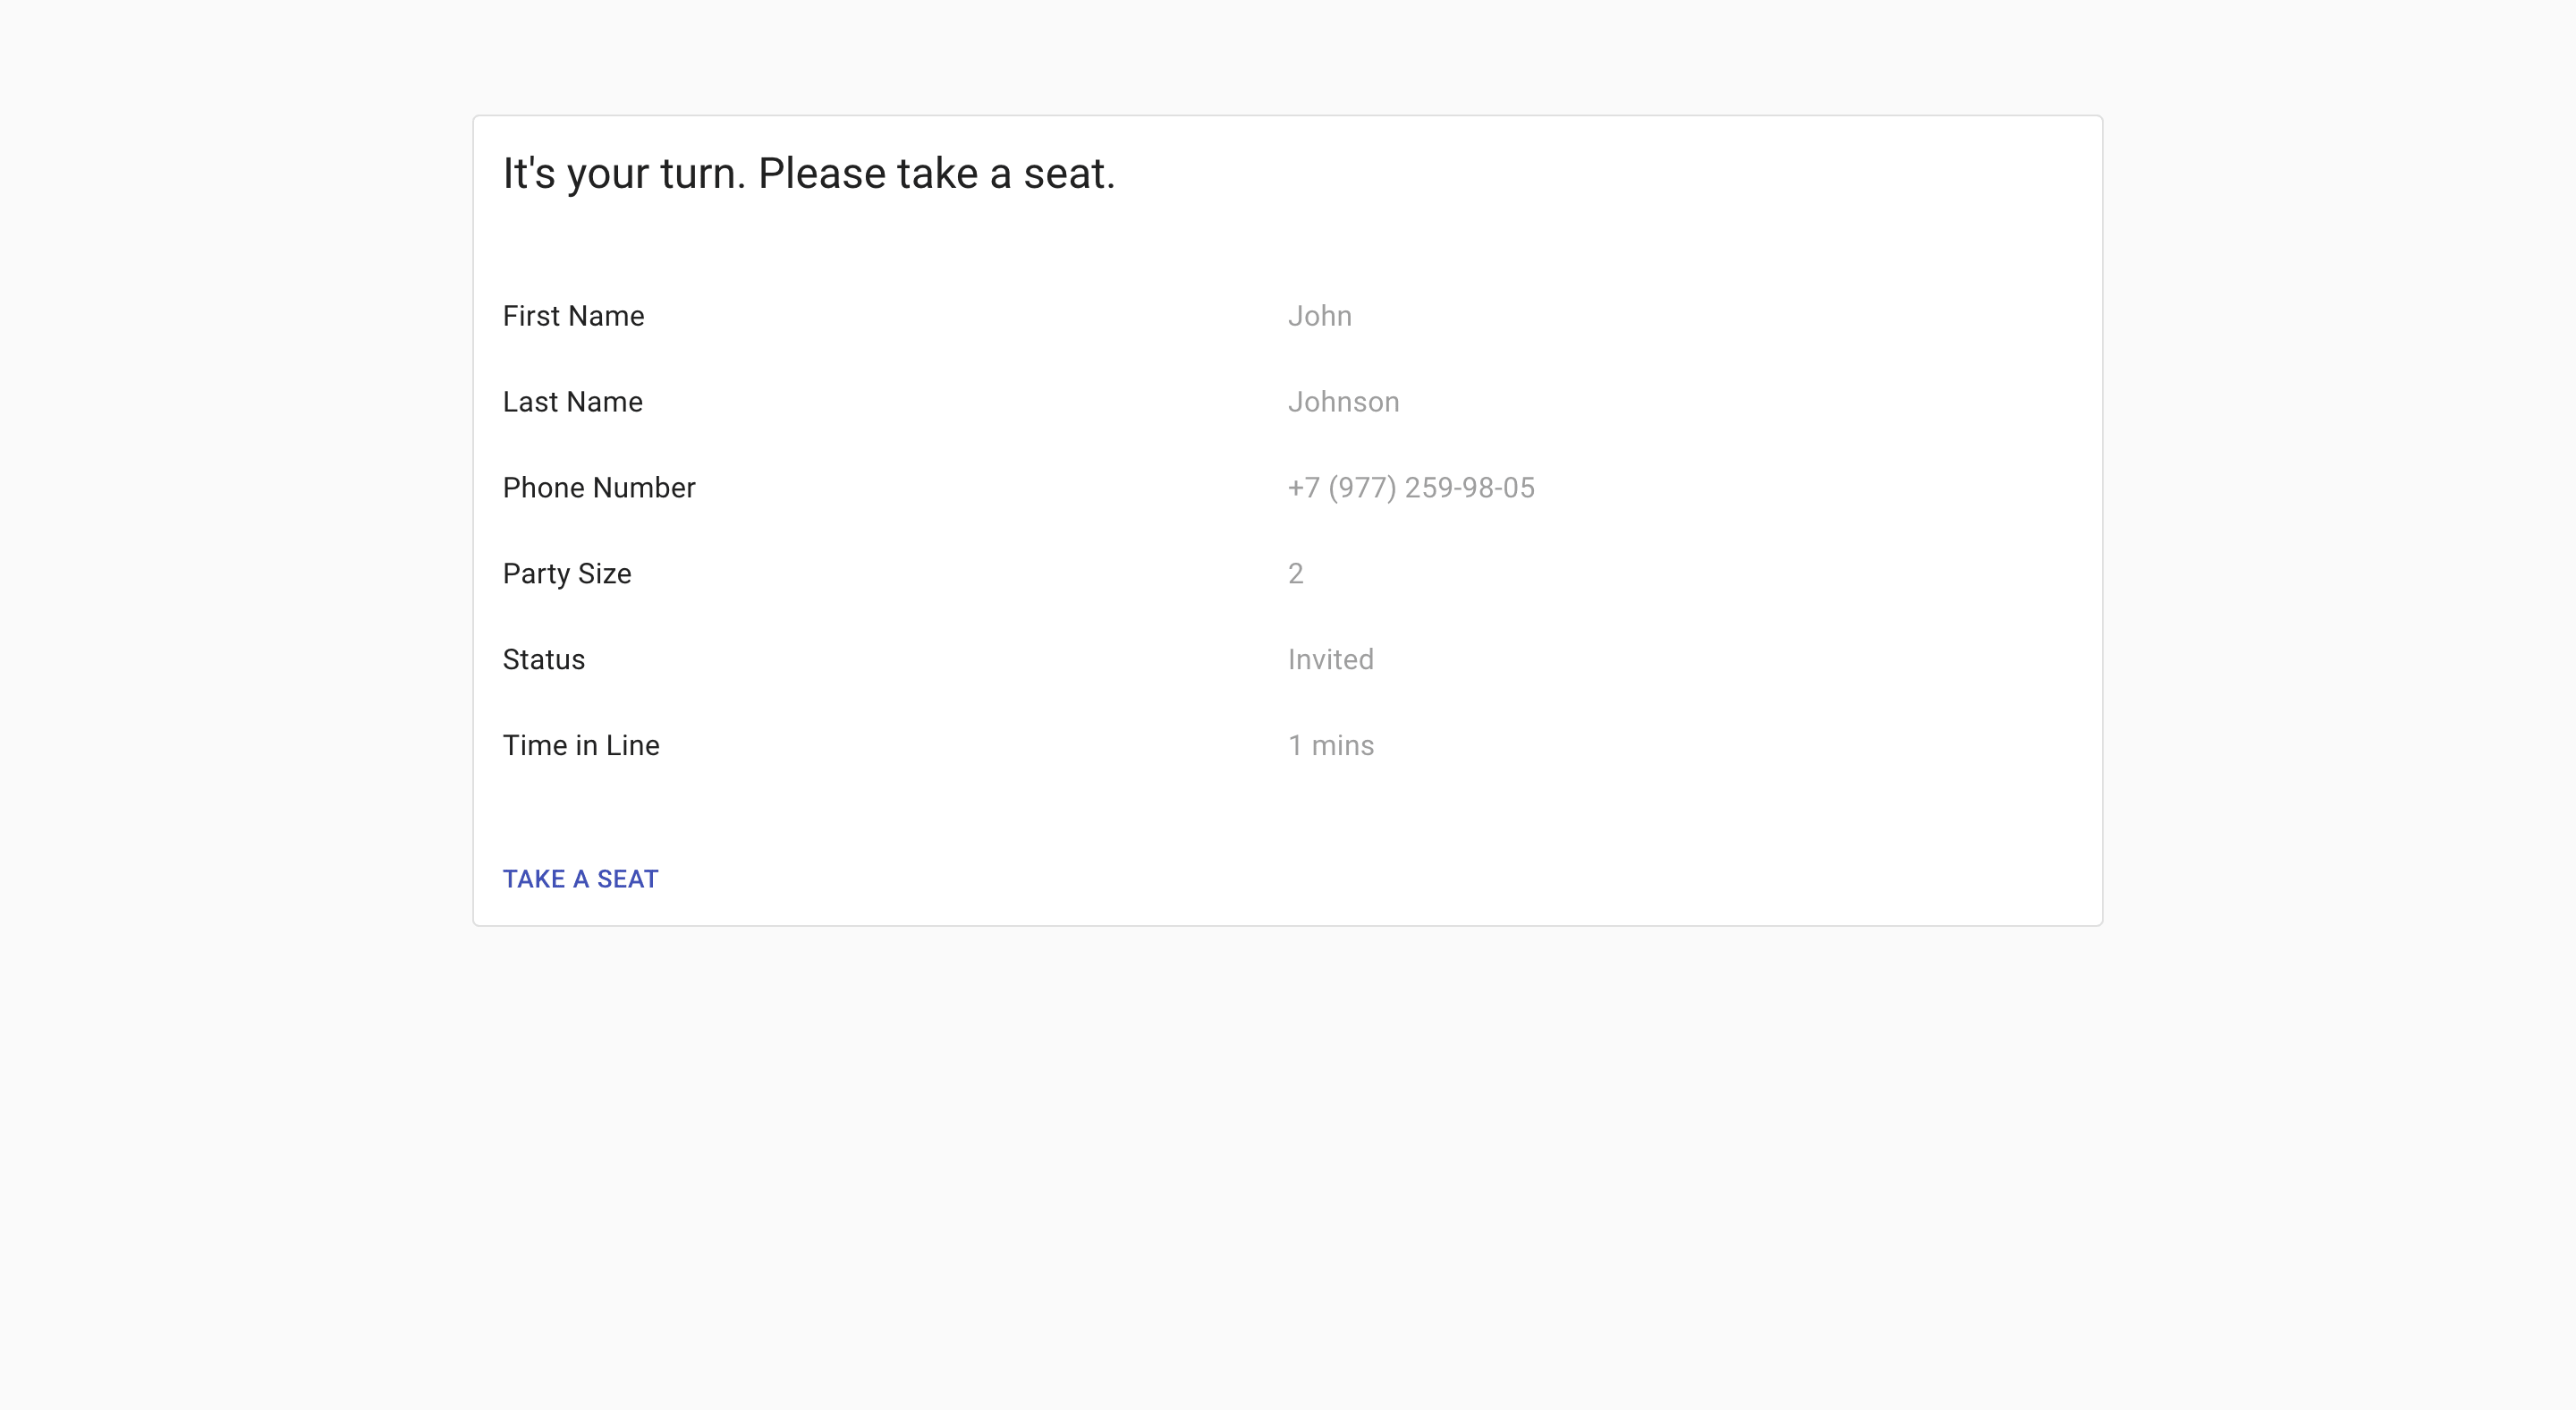 It's your turn. Please take a seat.
First Name John
Last Name Johnson
Phone Number +7 (977) 259-98-05
Party Size 2
Status Invited
Time in Line 1 mins
TAKE A SEAT